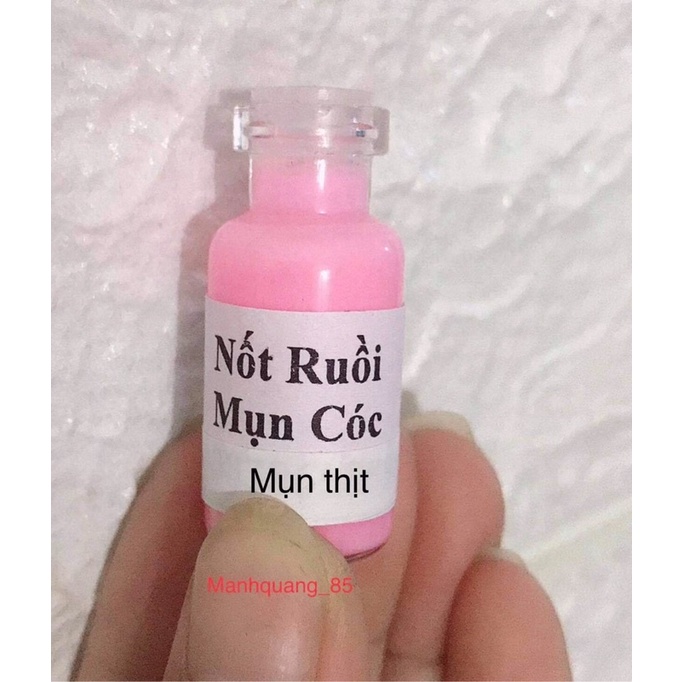 Nốt Ruồi
Mụn Cóc
Mụn thịt
Manhquang_85